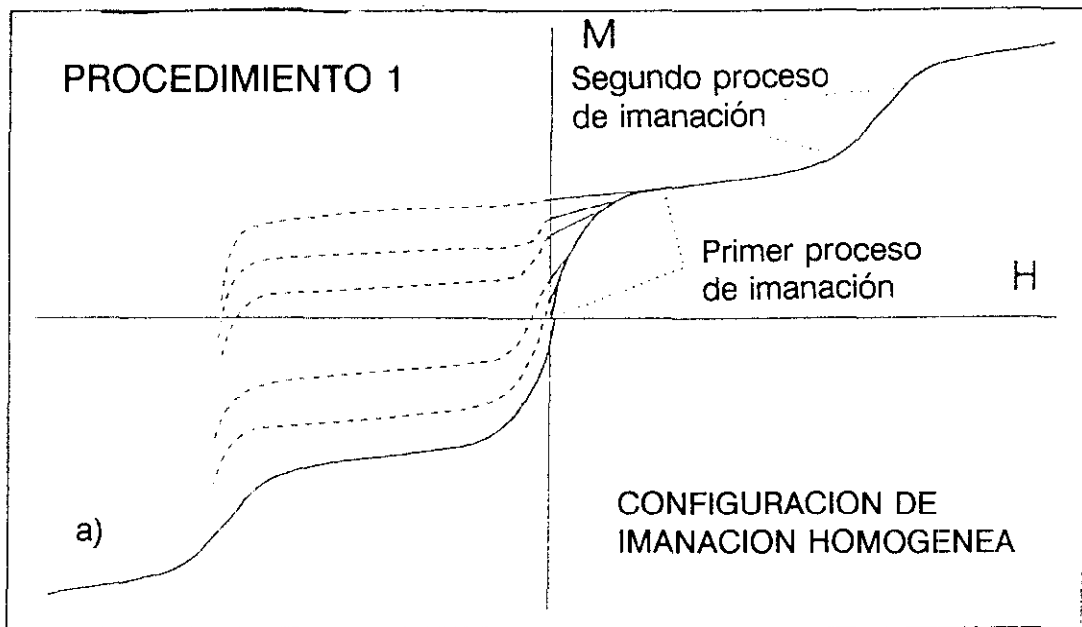 PROCEDIMIENTO 1
M
Segundo proceso
de imanación
Primer proceso
de imanación
H
a)
CONFIGURACION DE
IMANACION HOMOGENEA